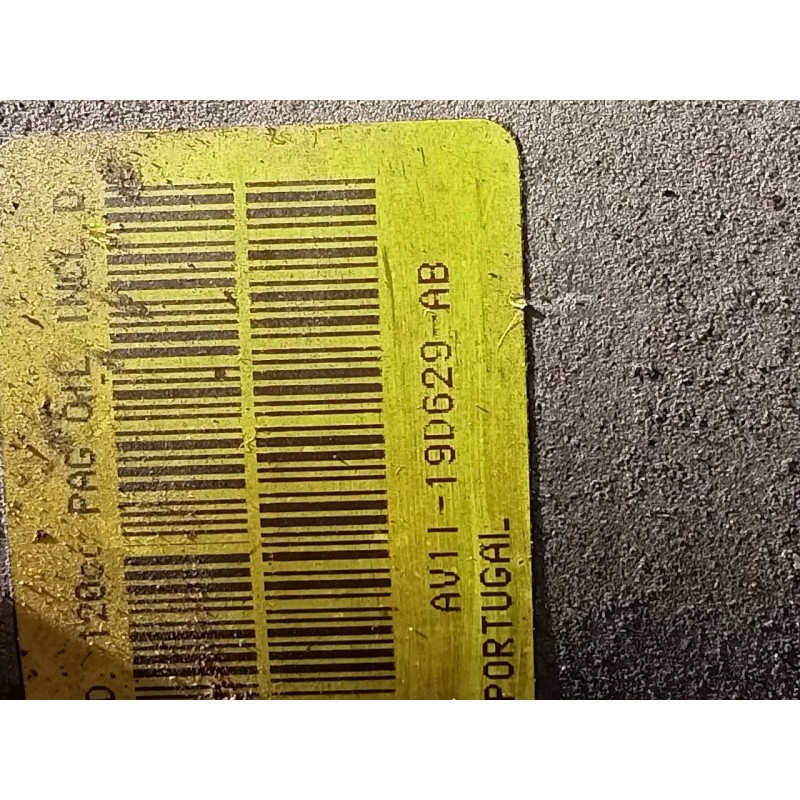 120cc PAG OIL, INCL D
AV11-19D629-AB
PORTUGAL